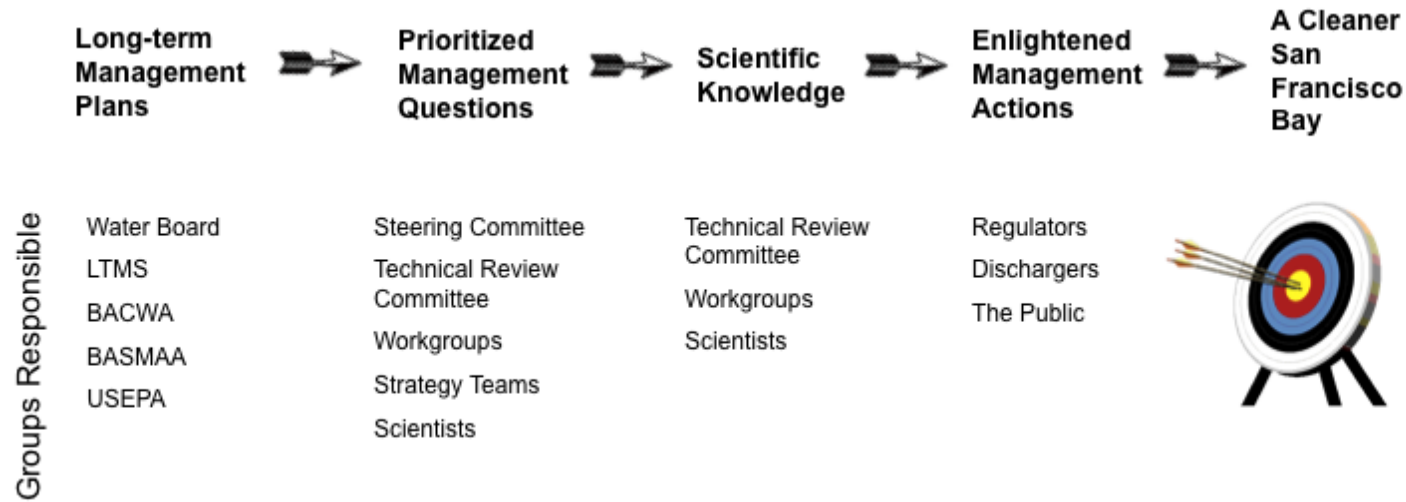 Long-term
Management
Plans
Prioritized
Management
Questions
Scientific
Knowledge
Enlightened
Management
Actions
A Cleaner
San
Francisco
Bay
Groups Responsible
Water Board
LTMS
BACWA
BASMAA
USEPA
Steering Committee
Technical Review
Committee
Workgroups
Strategy Teams
Scientists
Technical Review
Committee
Workgroups
Scientists
Regulators
Dischargers
The Public